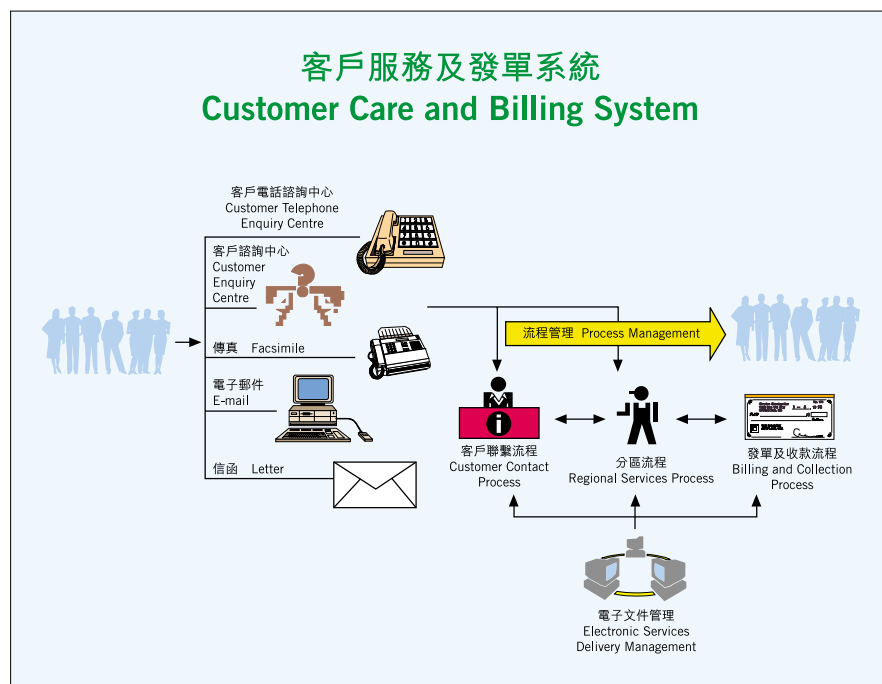 客戶服務及發單系統
Customer Care and Billing System
客戶電話諮詢中心
Customer Telephone
Enquiry Centre
客戶諮詢中心
Customer
Enquiry
Centre
傳真 Facsimile
電子郵件
E-mail
信函 Letter
流程管理 Process Management
客戶聯繫流程
Customer Contact
Process
分區流程
Regional Services Process
發單及收款流程
Billing and Collection
Process
電子文件管理
Electronic Services
Delivery Management